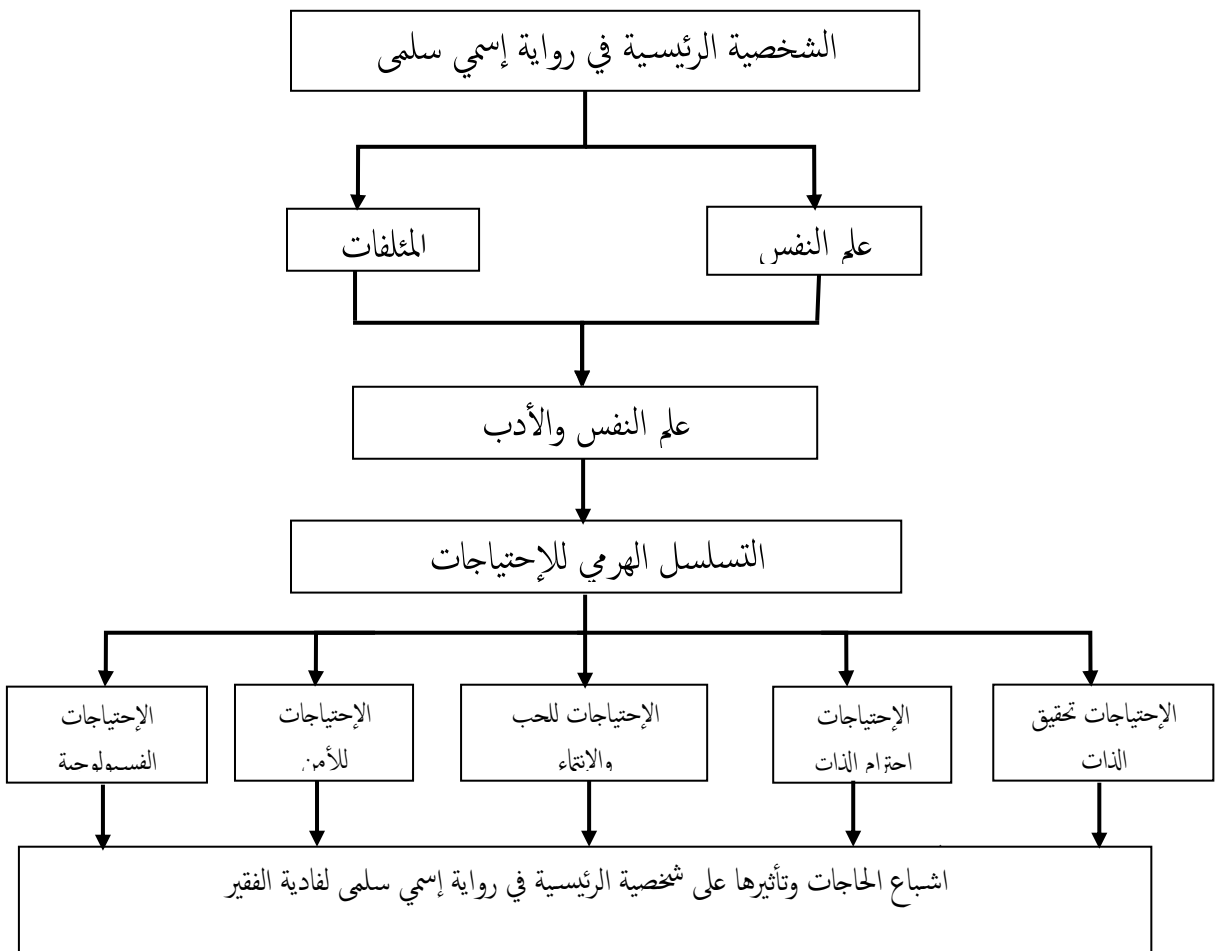 الشخصية الرئيسية في رواية إسمي سلمى
علم النفس
المئلفات
علم النفس والأدب
التسلسل الهرمي للإحتياجات
الإحتياجات تحقيق
الذات
الإحتياجات
احترام الذات
الإحتياجات للحب
والانتماء
الإحتياجات
للأمن
الإحتياجات
الفسيولوجية
اشباع الحاجات وتأثيرها على شخصية الرئيسية في رواية إسمي سلمى لفادية الفقير